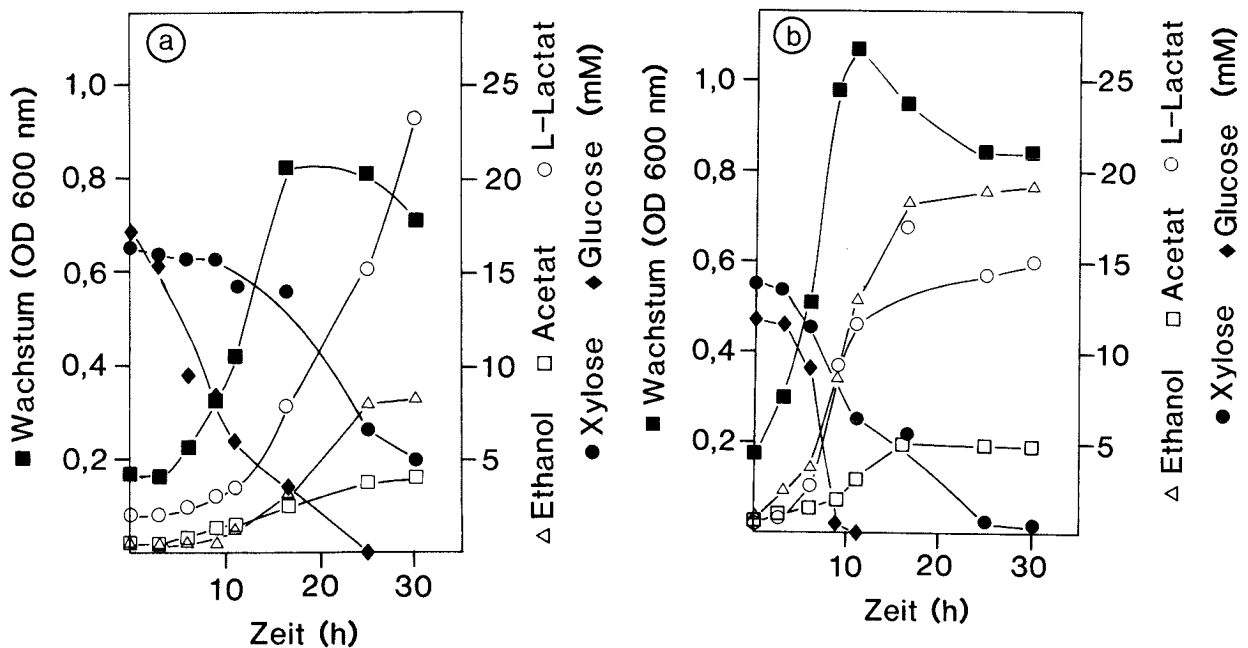 a
■ Wachstum (OD 600 nm)
1,0
0,8
0,6
0,4
0,2
10
20
30
Zeit (h)
25
20
15
10
5
△ Ethanol □ Acetat ○ L-Lactat
● Xylose ◆ Glucose (mM)
b
■ Wachstum (OD 600 nm)
1,0
0,8
0,6
0,4
0,2
10
20
30
Zeit (h)
25
20
15
10
5
△ Ethanol □ Acetat ○ L-Lactat
● Xylose ◆ Glucose (mM)